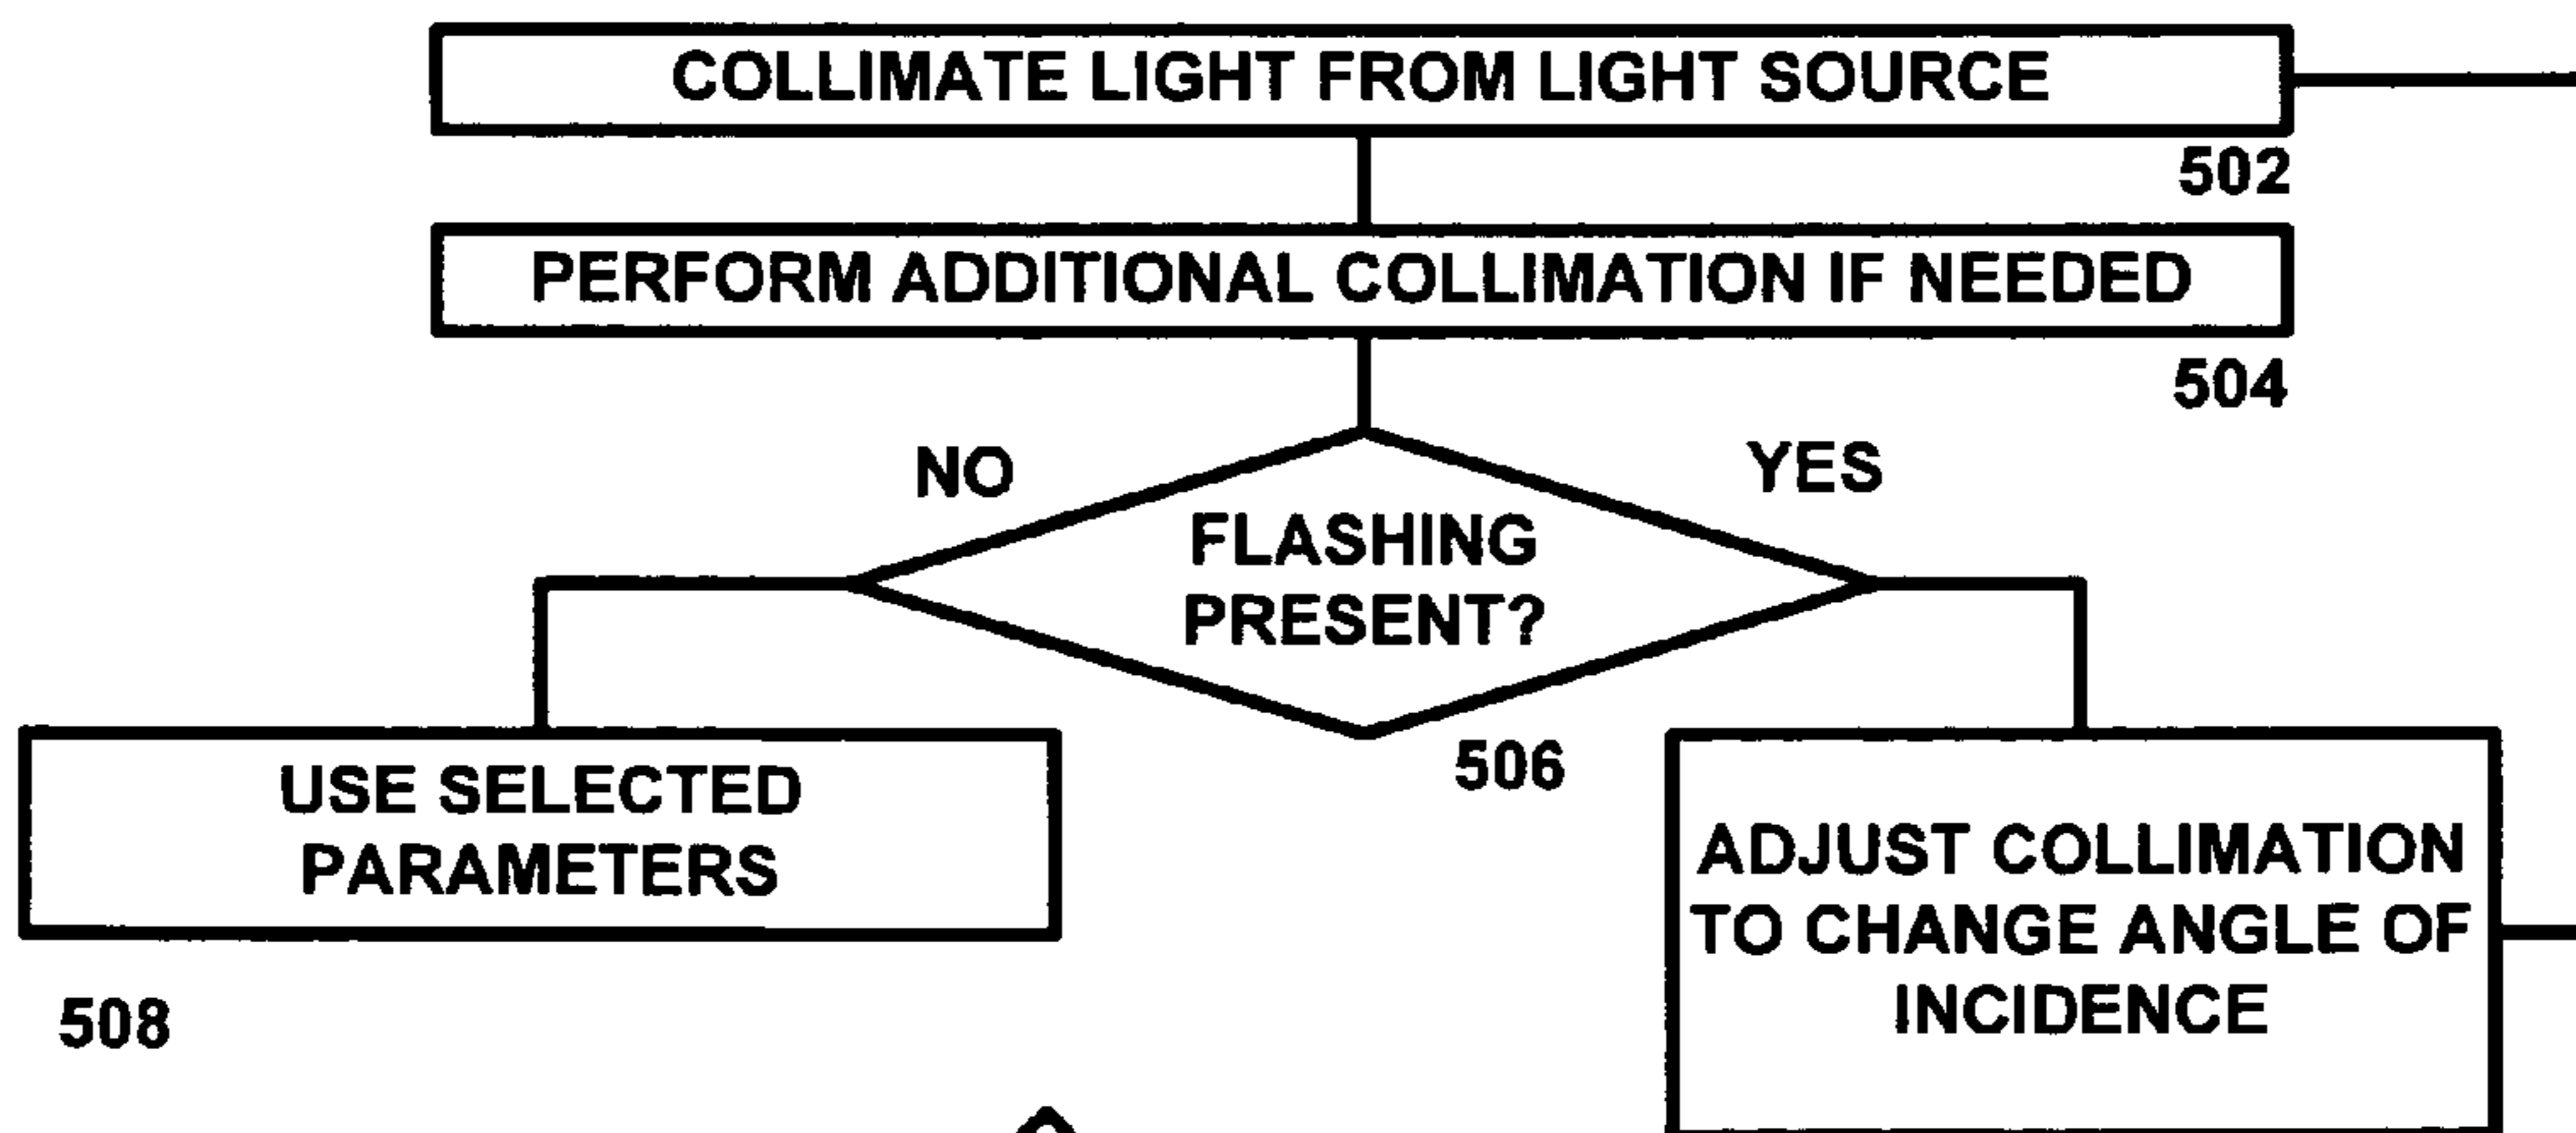 COLLIMATE LIGHT FROM LIGHT SOURCE
502
PERFORM ADDITIONAL COLLIMATION IF NEEDED
504
NO
YES
FLASHING
PRESENT?
506
USE SELECTED
PARAMETERS
508
ADJUST COLLIMATION
TO CHANGE ANGLE OF
INCIDENCE